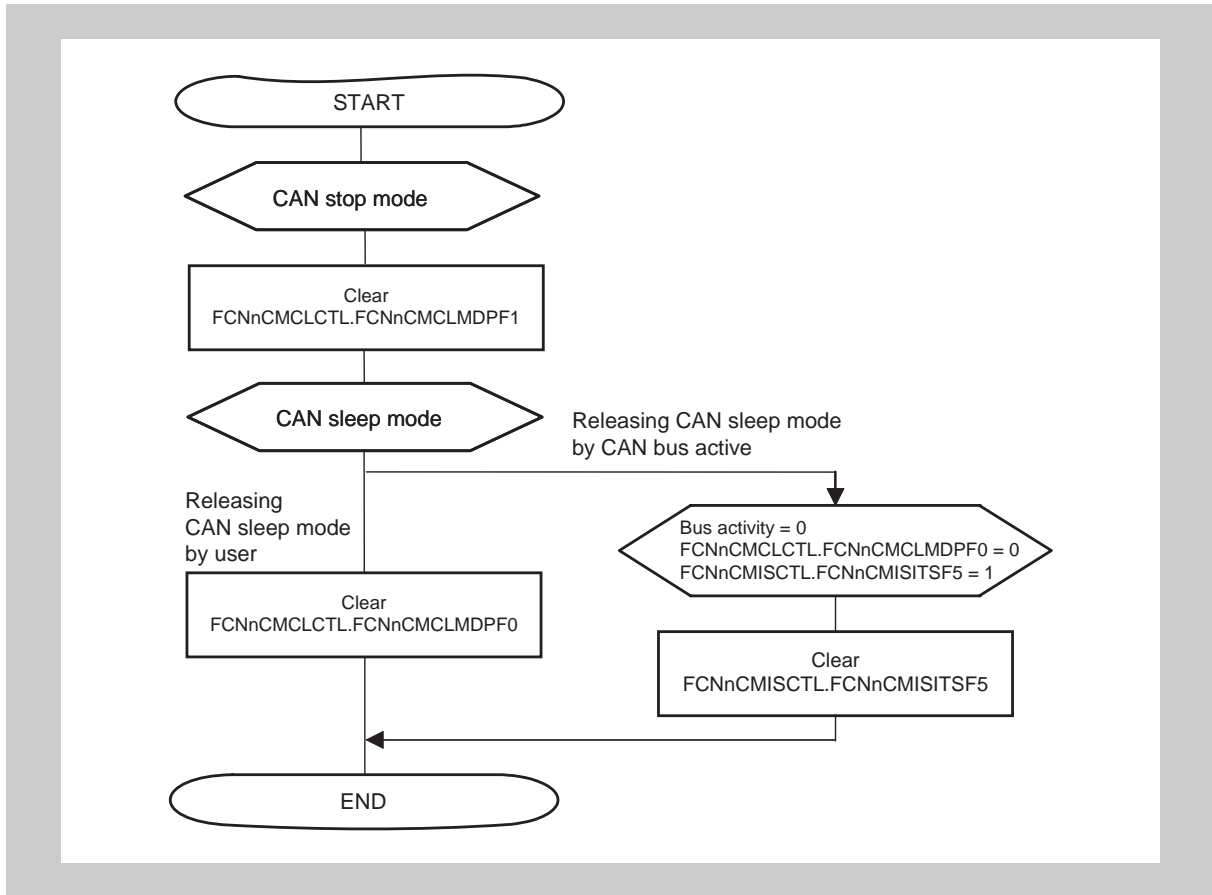 START
CAN stop mode
Clear
FCNnCMCLCTL.FCNnCMCLMDPF1
CAN sleep mode
Releasing CAN sleep mode
by CAN bus active
Releasing
CAN sleep mode
by user
Bus activity = 0
FCNnCMCLCTL.FCNnCMCLMDPF0 = 0
FCNnCMISCTL.FCNnCMISITSF5 = 1
Clear
FCNnCMCLCTL.FCNnCMCLMDPF0
Clear
FCNnCMISCTL.FCNnCMISITSF5
END